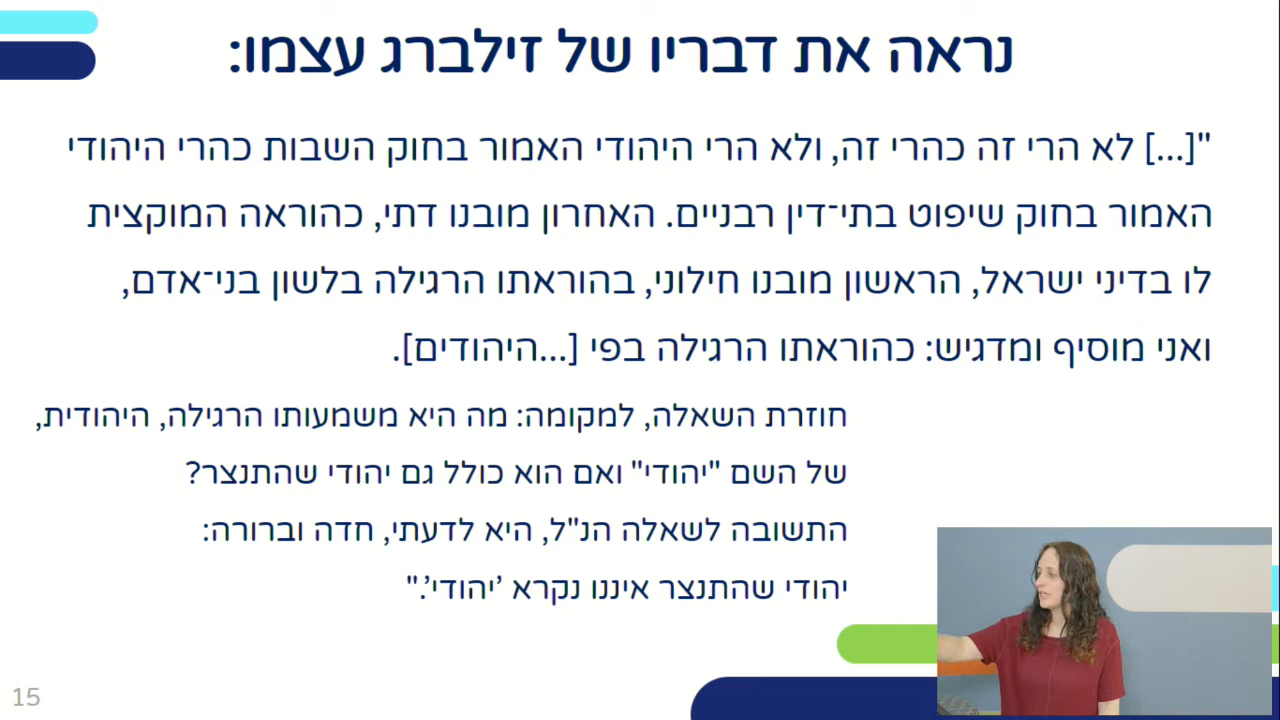 נראה את דבריו של זילברג עצמו:
"[...] לא הרי זה כהרי זה, ולא הרי היהודי האמור בחוק השבות כהרי היהודי
האמור בחוק שיפוט בתי־דין רבניים. האחרון מובנו דתי, כהוראה המוקצית
לו בדיני ישראל, הראשון מובנו חילוני, בהוראתו הרגילה בלשון בני־אדם,
ואני מוסיף ומדגיש: כהוראתו הרגילה בפי [...היהודים].
חוזרת השאלה, למקומה: מה היא משמעותו הרגילה, היהודית,
של השם "יהודי" ואם הוא כולל גם יהודי שהתנצר?
התשובה לשאלה הנ"ל, היא לדעתי, חדה וברורה:
יהודי שהתנצר איננו נקרא 'יהודי'."
15